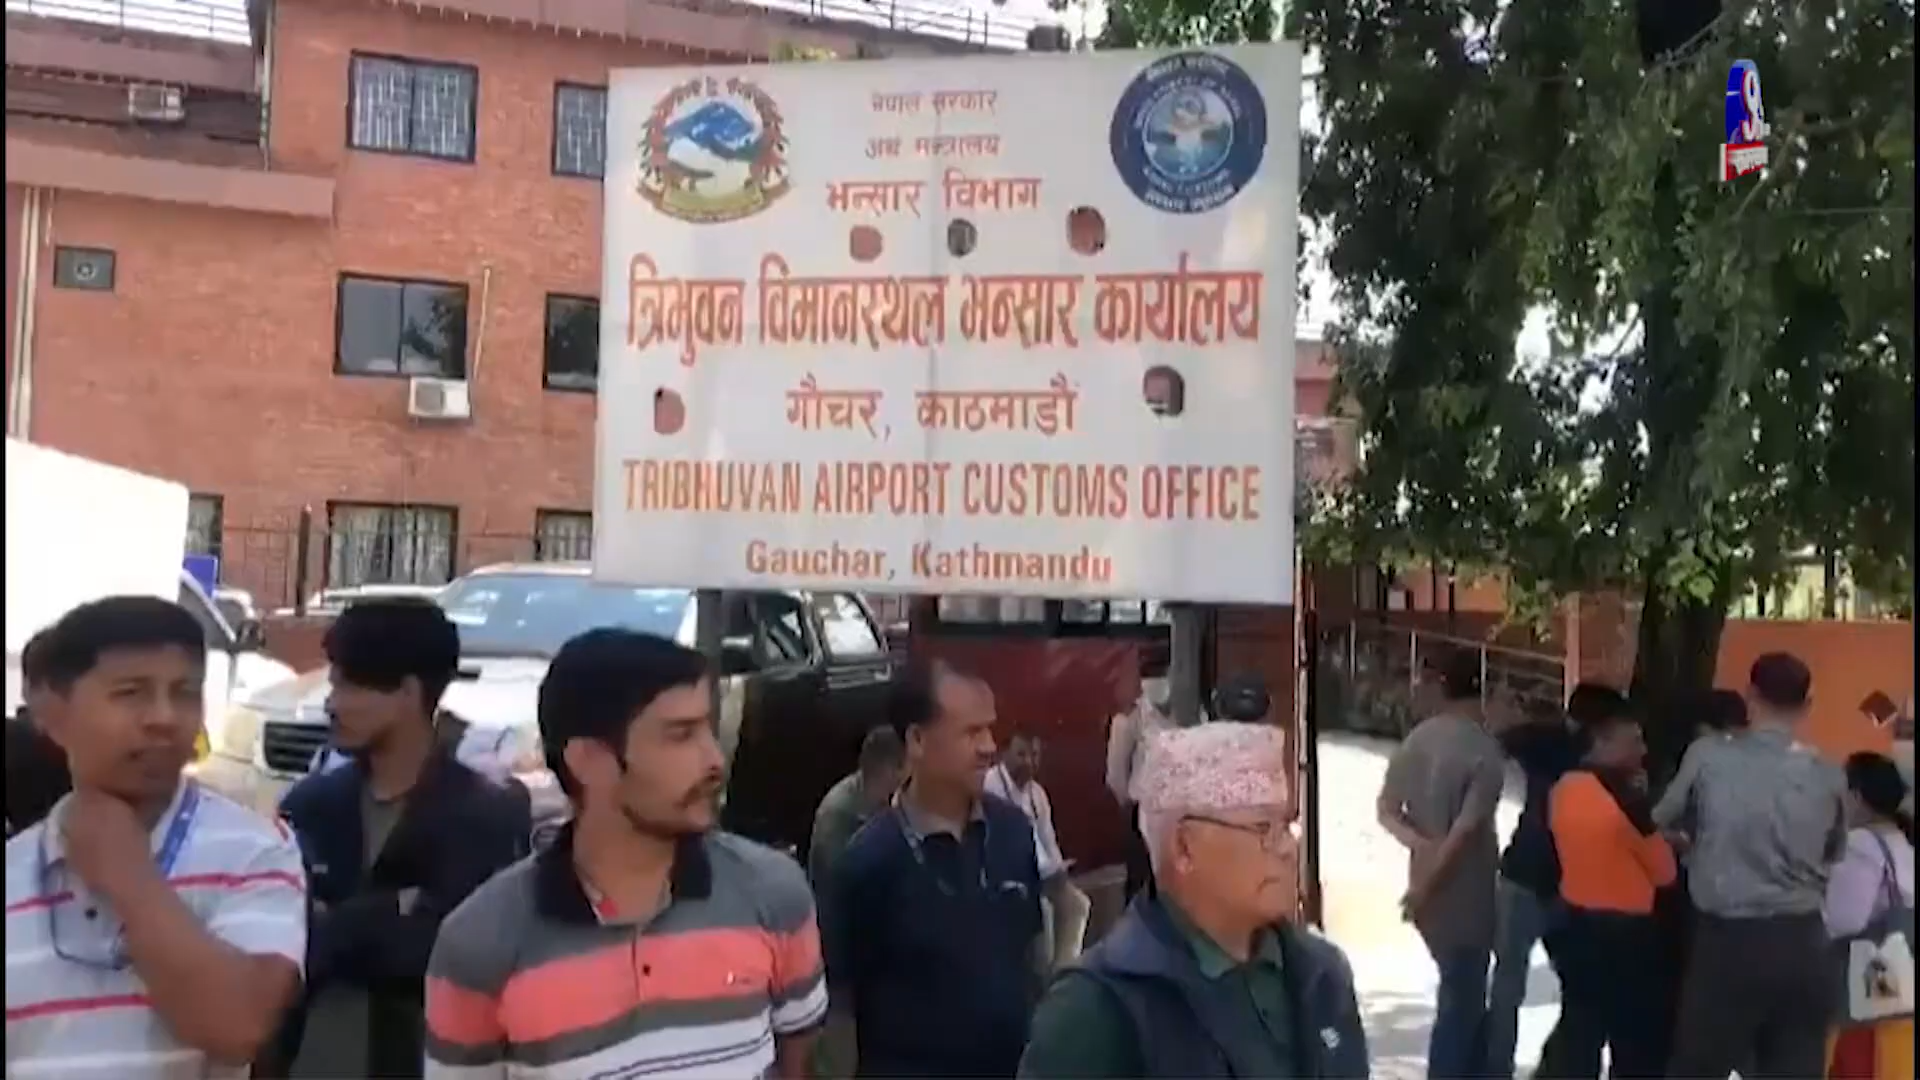 नेपाल सरकार
अर्थ मन्त्रालय
भन्सार विभाग
त्रिभुवन विमानस्थल भन्सार कार्यालय
गौचर, काठमाडौं
TRIBHUVAN AIRPORT CUSTOMS OFFICE
Gauchar, Kathmandu